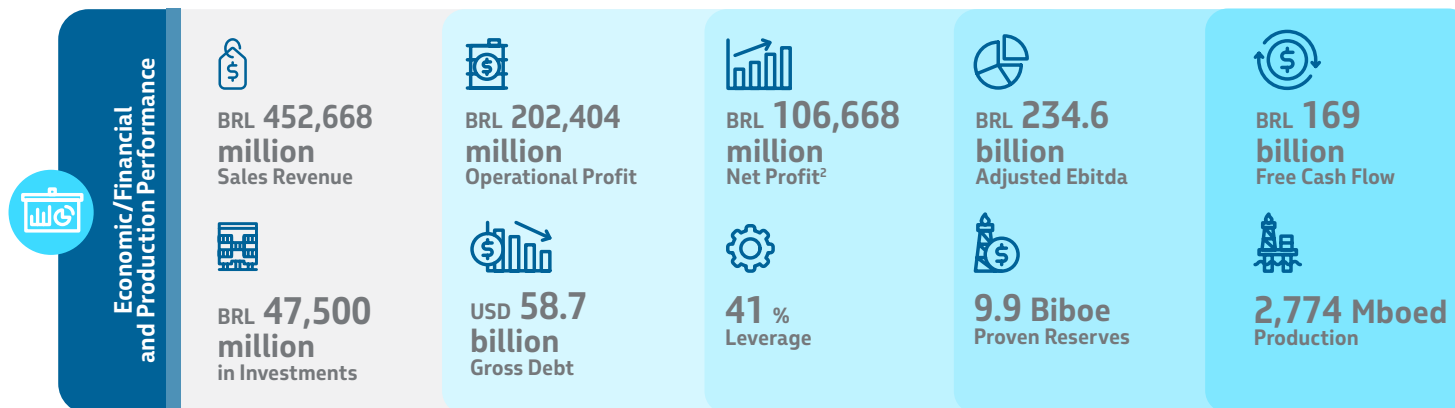 Economic/Financial
and Production Performance
BRL 452,668
million
Sales Revenue
BRL 202,404
million
Operational Profit
BRL 106,668
million
Net Profit²
BRL 234.6
billion
Adjusted Ebitda
BRL 169
billion
Free Cash Flow
BRL 47,500
million
in Investments
USD 58.7
billion
Gross Debt
41 %
Leverage
9.9 Biboe
Proven Reserves
2,774 Mboed
Production